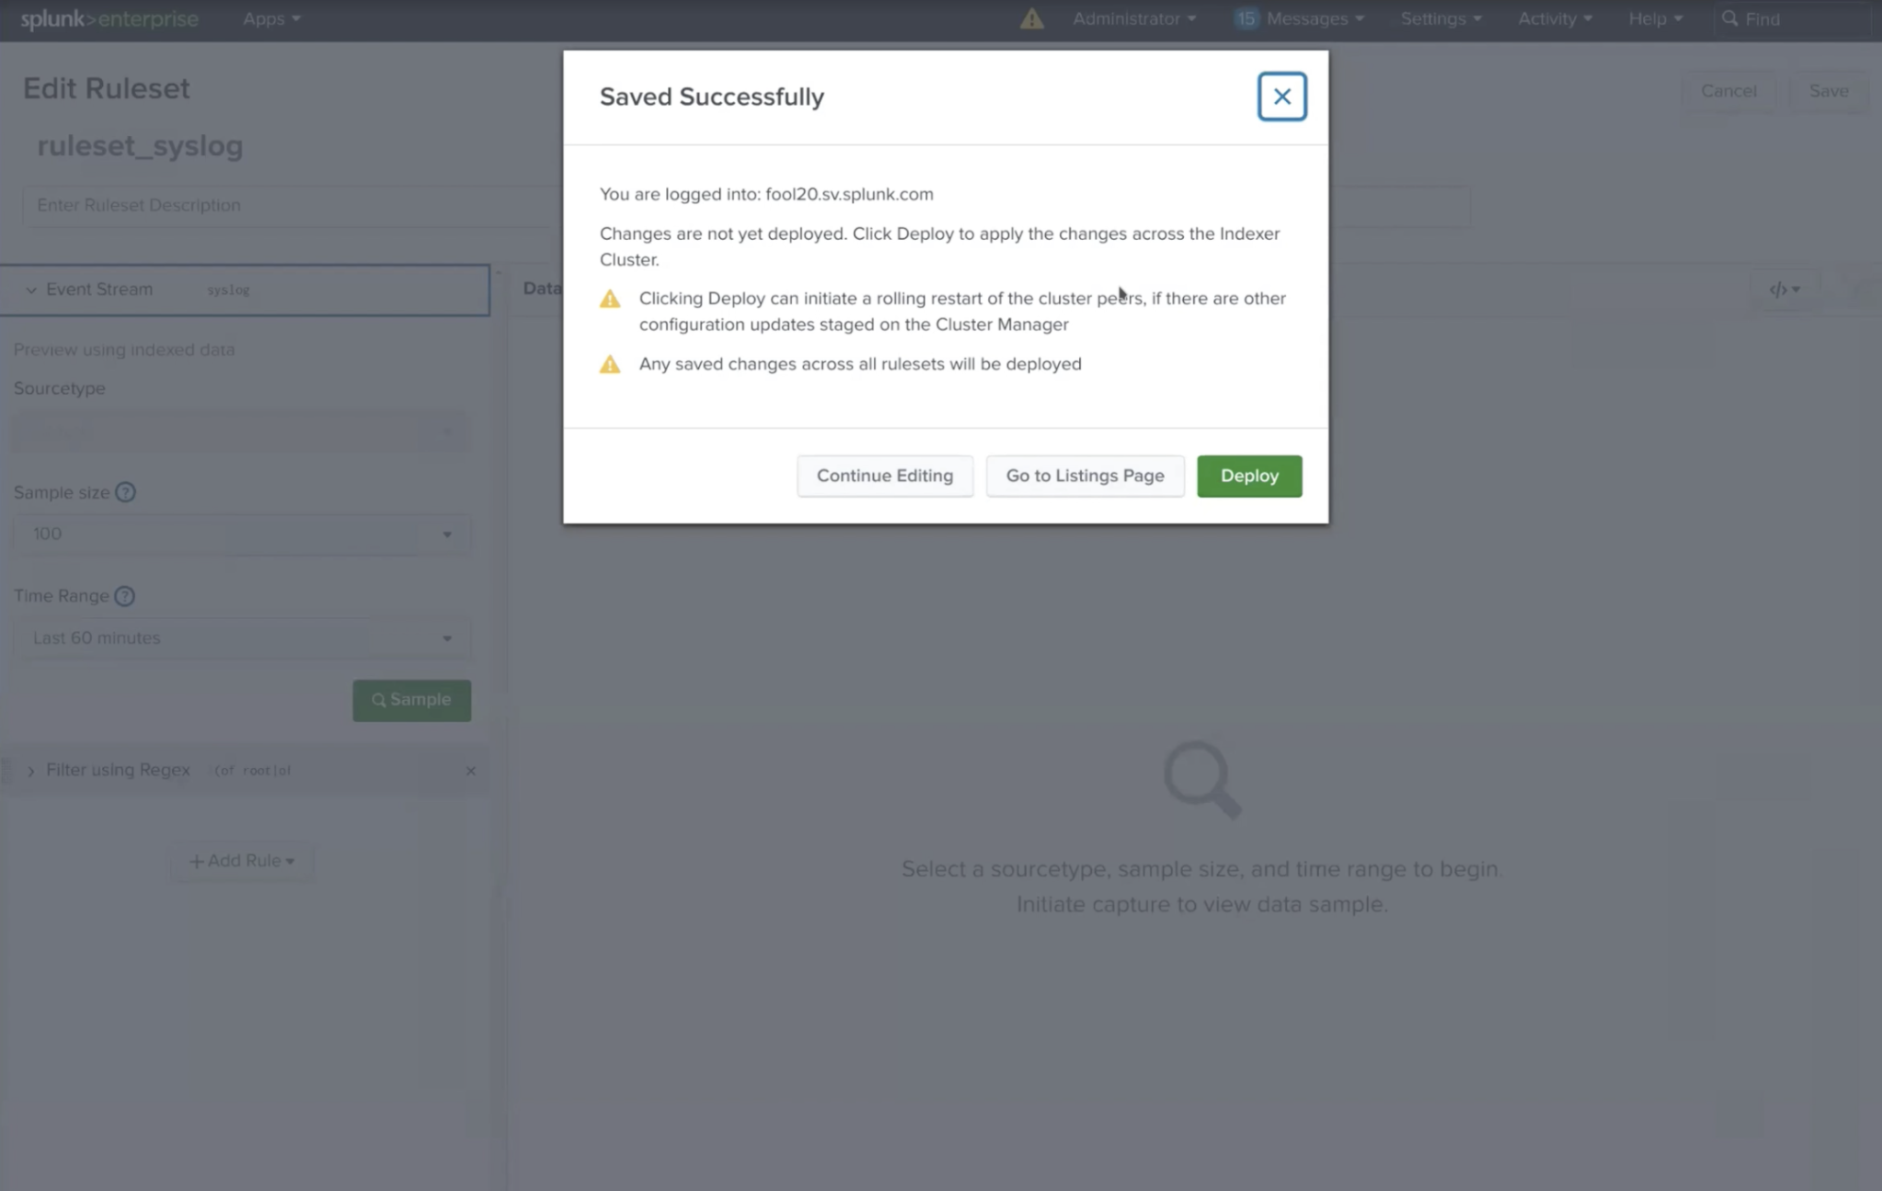 splunk>enterprise Apps Administrator 15 Messages Settings Activity Help Find
Edit Ruleset
Cancel Save
ruleset_syslog
Enter Ruleset Description
Event Stream syslog
Data
</>
Preview using indexed data
Sourcetype
Sample size ?
100
Time Range ?
Last 60 minutes
Sample
Filter using Regex (of root|of
+ Add Rule
Saved Successfully
You are logged into: fool20.sv.splunk.com
Changes are not yet deployed. Click Deploy to apply the changes across the Indexer
Cluster.
Clicking Deploy can initiate a rolling restart of the cluster peers, if there are other
configuration updates staged on the Cluster Manager
Any saved changes across all rulesets will be deployed
Continue Editing Go to Listings Page Deploy
Select a sourcetype, sample size, and time range to begin.
Initiate capture to view data sample.